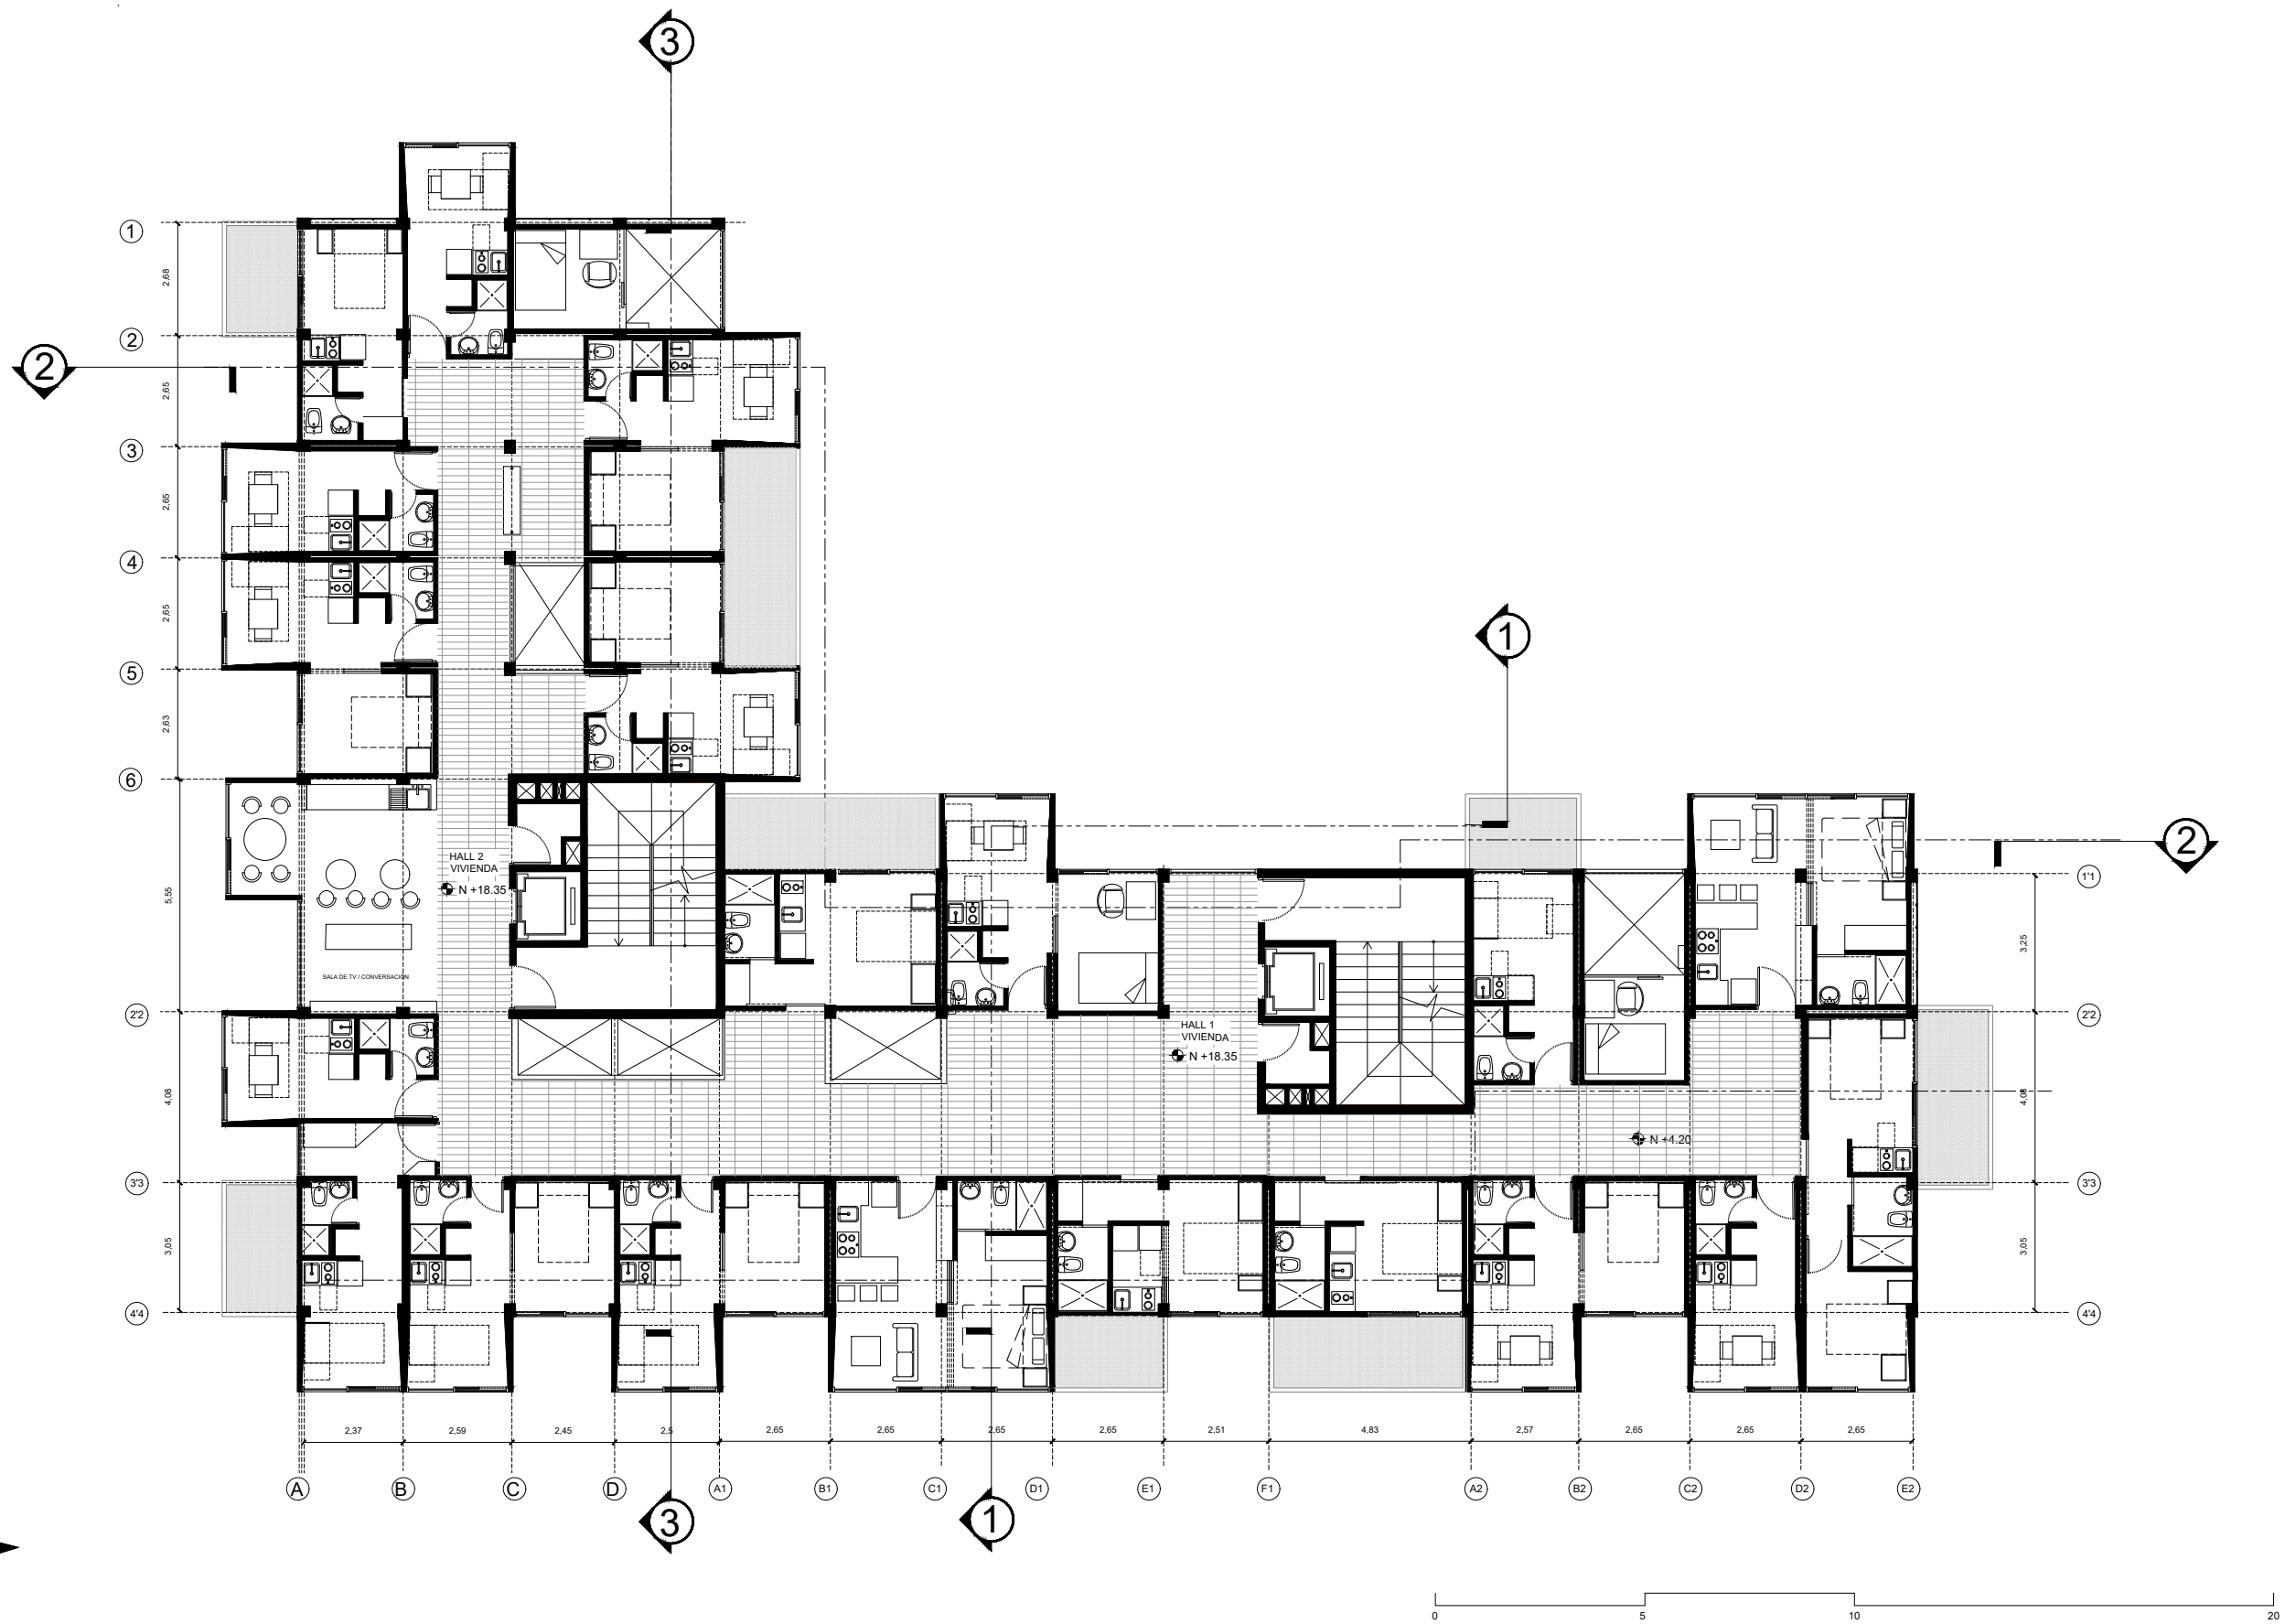 3
1
2,68
2
2
2,65
3
2,65
4
2,65
1
5
2,63
6
2
HALL 2
VIVIENDA
N +18.35
5,55
1'1
3,25
SALA DE TV / CONVERSACION
2'2
2'2
HALL 1
VIVIENDA
N +18.35
4,08
4,08
N +4.20
3'3
3'3
3,05
3,05
4'4
4'4
2,37
2,59
2,45
2,5
2,65
2,65
2,65
2,65
2,51
4,83
2,57
2,65
2,65
2,65
A
B
C
D
A1
B1
C1
D1
E1
F1
A2
B2
C2
D2
E2
3
1
0
5
10
20